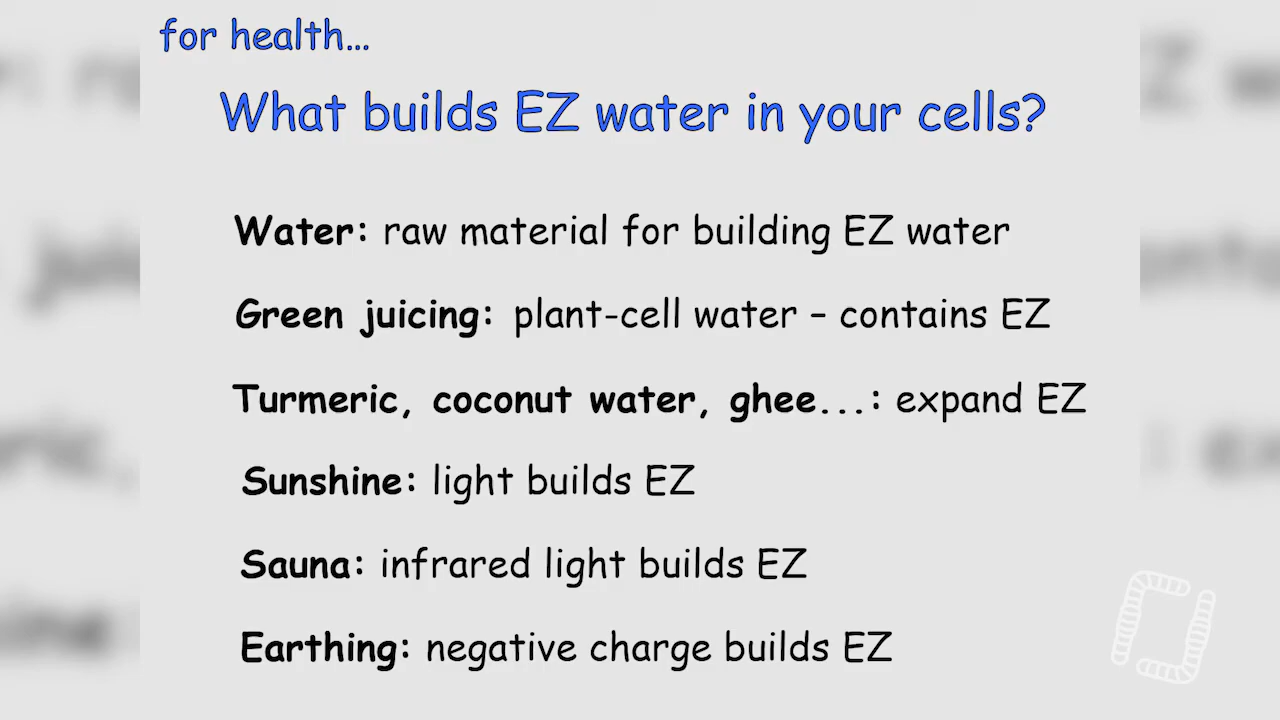 for health...
What builds EZ water in your cells?
Water: raw material for building EZ water
Green juicing: plant-cell water – contains EZ
Turmeric, coconut water, ghee...: expand EZ
Sunshine: light builds EZ
Sauna: infrared light builds EZ
Earthing: negative charge builds EZ